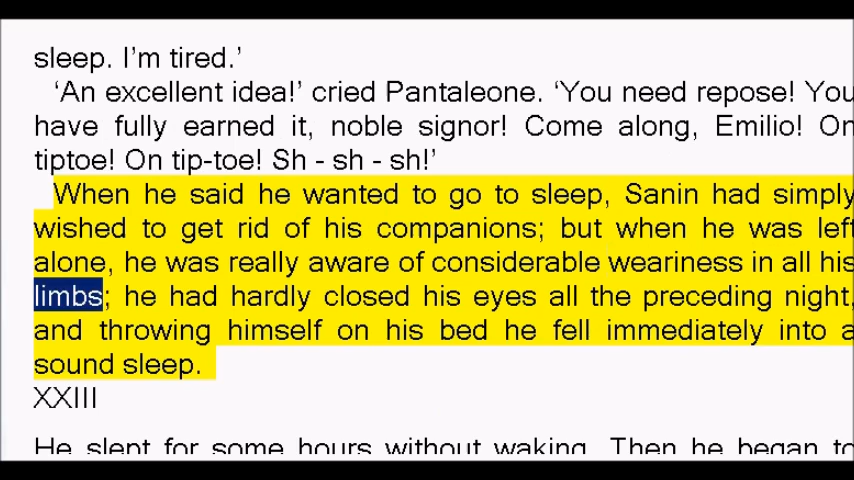 sleep. I'm tired.'
'An excellent idea!' cried Pantaleone. 'You need repose! You
have fully earned it, noble signor! Come along, Emilio! On
tiptoe! On tip-toe! Sh - sh - sh!'
When he said he wanted to go to sleep, Sanin had simply
wished to get rid of his companions; but when he was left
alone, he was really aware of considerable weariness in all his
limbs; he had hardly closed his eyes all the preceding night,
and throwing himself on his bed he fell immediately into a
sound sleep.
XXIII
He slept for some hours without waking. Then he began to